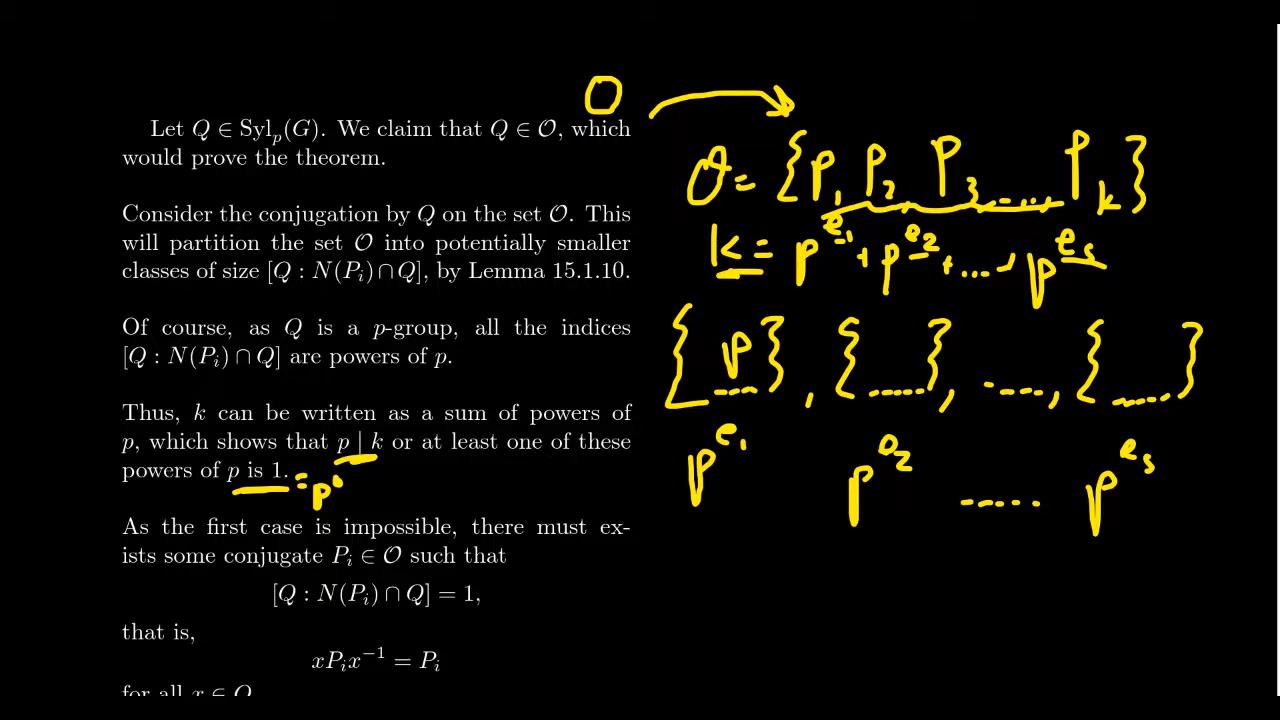 Let Q ∈ Syl_p(G). We claim that Q ∈ 𝒪, which
would prove the theorem.
Consider the conjugation by Q on the set 𝒪. This
will partition the set 𝒪 into potentially smaller
classes of size [Q : N(P_i) ∩ Q], by Lemma 15.1.10.
Of course, as Q is a p-group, all the indices
[Q : N(P_i) ∩ Q] are powers of p.
Thus, k can be written as a sum of powers of
p, which shows that p | k or at least one of these
powers of p is 1. = p^0
As the first case is impossible, there must ex-
ists some conjugate P_i ∈ 𝒪 such that
[Q : N(P_i) ∩ Q] = 1,
that is,
xP_ix^{-1} = P_i
for all x ∈ Q
O
𝒪 = {P_1 P_2 P_3 ..... P_k}
k = p^{e_1} + p^{e_2} + .... + p^{e_s}
{ P .... }, { ..... }, ....., { ..... }
p^{e_1} p^{e_2} ..... p^{e_s}